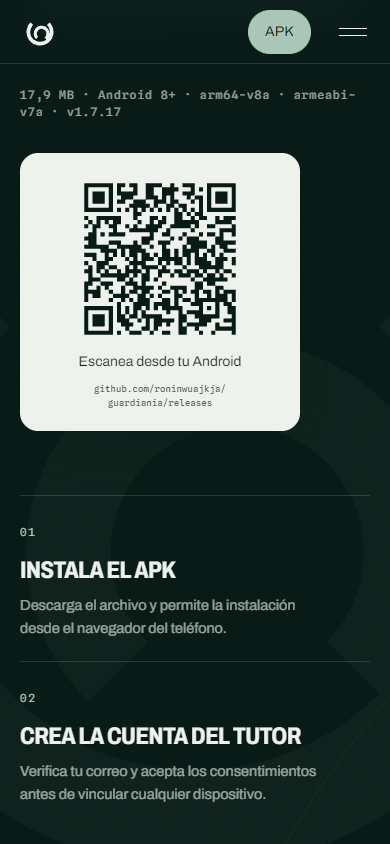 APK
17,9 MB · Android 8+ · arm64-v8a · armeabi-
v7a · v1.7.17
Escanea desde tu Android
github.com/roninwuajkja/
guardiania/releases
01
INSTALA EL APK
Descarga el archivo y permite la instalación
desde el navegador del teléfono.
02
CREA LA CUENTA DEL TUTOR
Verifica tu correo y acepta los consentimientos
antes de vincular cualquier dispositivo.